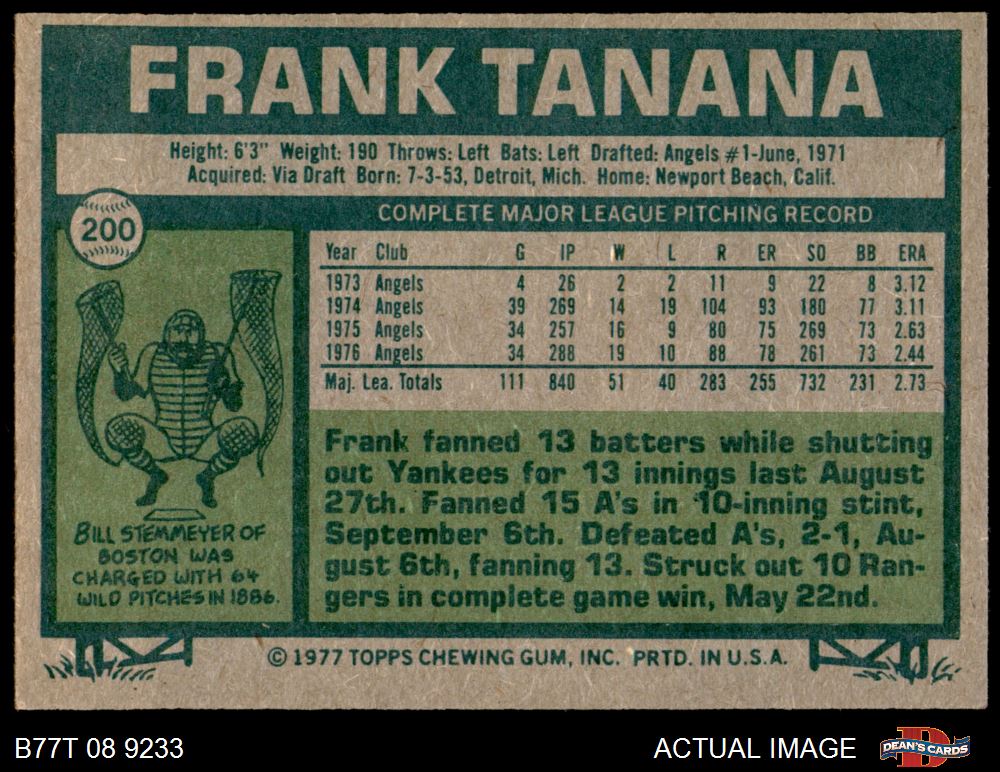 FRANK TANANA
Height: 6'3" Weight: 190 Throws: Left Bats: Left Drafted: Angels #1-June, 1971
Acquired: Via Draft Born: 7-3-53, Detroit, Mich. Home: Newport Beach, Calif.
200
COMPLETE MAJOR LEAGUE PITCHING RECORD
Year Club G IP W L R ER SO BB ERA
1973 Angels 4 26 2 2 11 9 22 8 3.12
1974 Angels 39 269 14 19 104 93 180 77 3.11
1975 Angels 34 257 16 9 80 75 269 73 2.63
1976 Angels 34 288 19 10 88 78 261 73 2.44
Maj. Lea. Totals 111 840 51 40 283 255 732 231 2.73
BILL STEMMEYER OF
BOSTON WAS
CHARGED WITH 64
WILD PITCHES IN 1886.
Frank fanned 13 batters while shutting
out Yankees for 13 innings last August
27th. Fanned 15 A's in 10-inning stint,
September 6th. Defeated A's, 2-1, Au-
gust 6th, fanning 13. Struck out 10 Ran-
gers in complete game win, May 22nd.
© 1977 TOPPS CHEWING GUM, INC. PRTD. IN U.S.A.
B77T 08 9233
ACTUAL IMAGE
D
DEAN'S CARDS